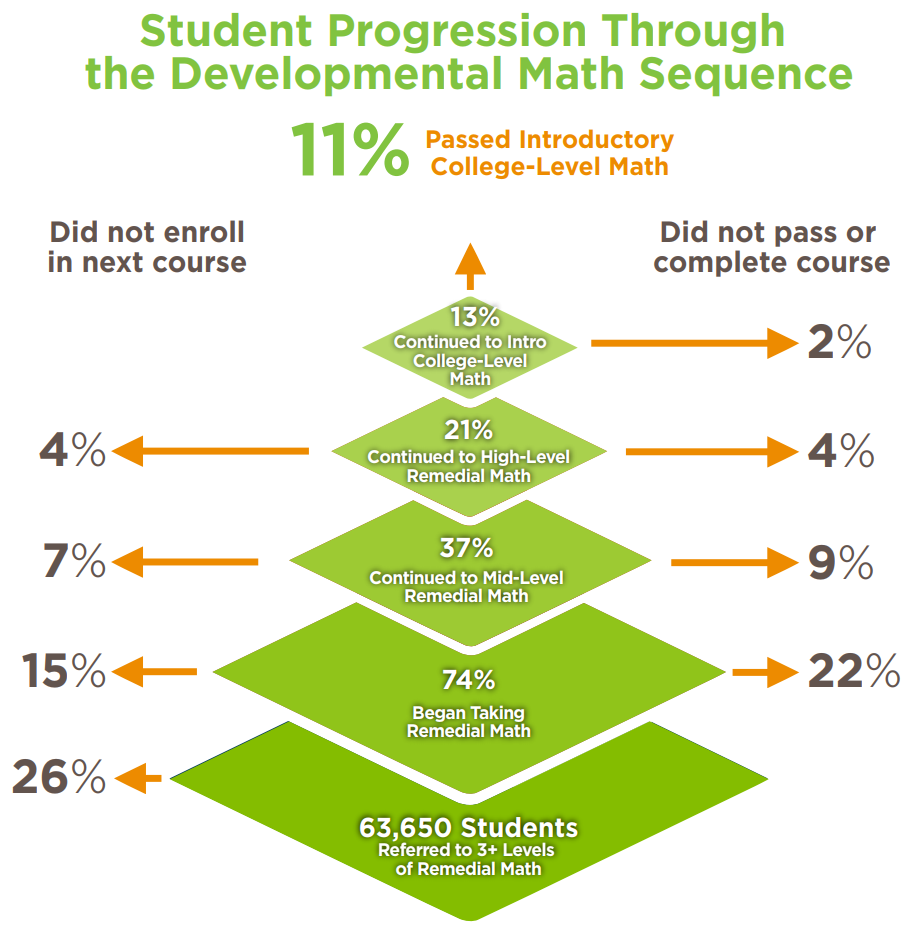 Student Progression Through
the Developmental Math Sequence
11%
Passed Introductory
College-Level Math
Did not enroll
in next course
Did not pass or
complete course
13%
Continued to Intro
College-Level
Math
2%
4%
21%
Continued to High-Level
Remedial Math
4%
7%
37%
Continued to Mid-Level
Remedial Math
9%
15%
74%
Began Taking
Remedial Math
22%
26%
63,650 Students
Referred to 3+ Levels
of Remedial Math